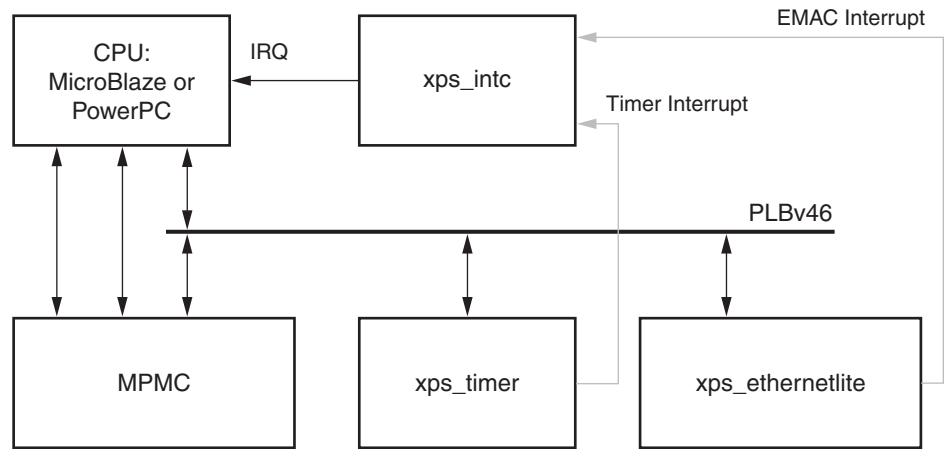 EMAC Interrupt
CPU:
MicroBlaze or
PowerPC
IRQ
xps_intc
Timer Interrupt
PLBv46
MPMC
xps_timer
xps_ethernetlite